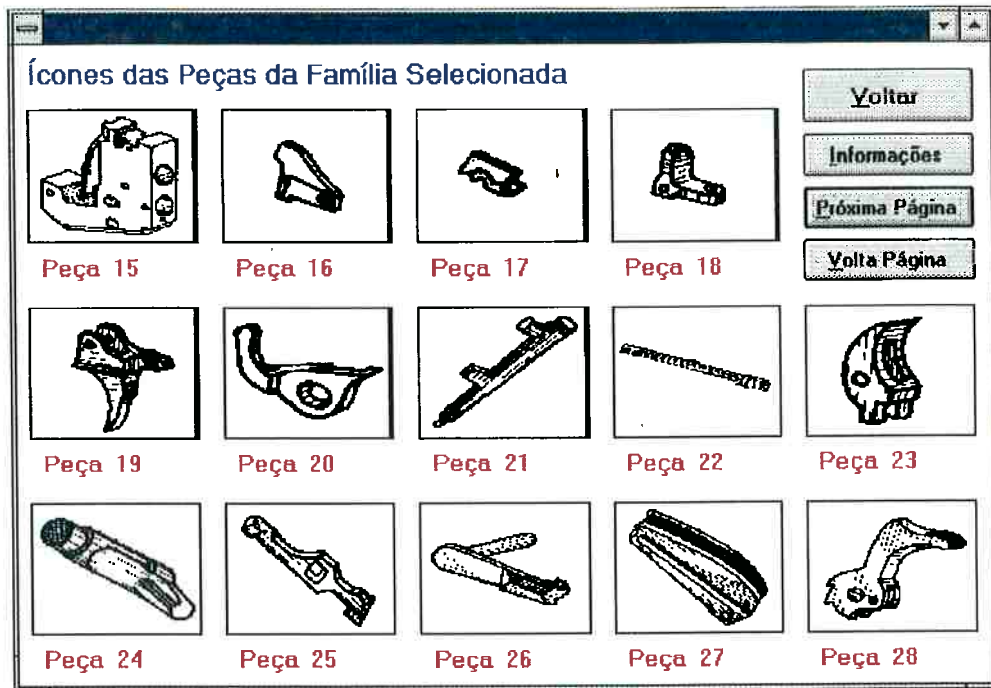 Ícones das Peças da Família Selecionada
Voltar
Informações
Próxima Página
Volta Página
Peça 15
Peça 16
Peça 17
Peça 18
Peça 19
Peça 20
Peça 21
Peça 22
Peça 23
Peça 24
Peça 25
Peça 26
Peça 27
Peça 28